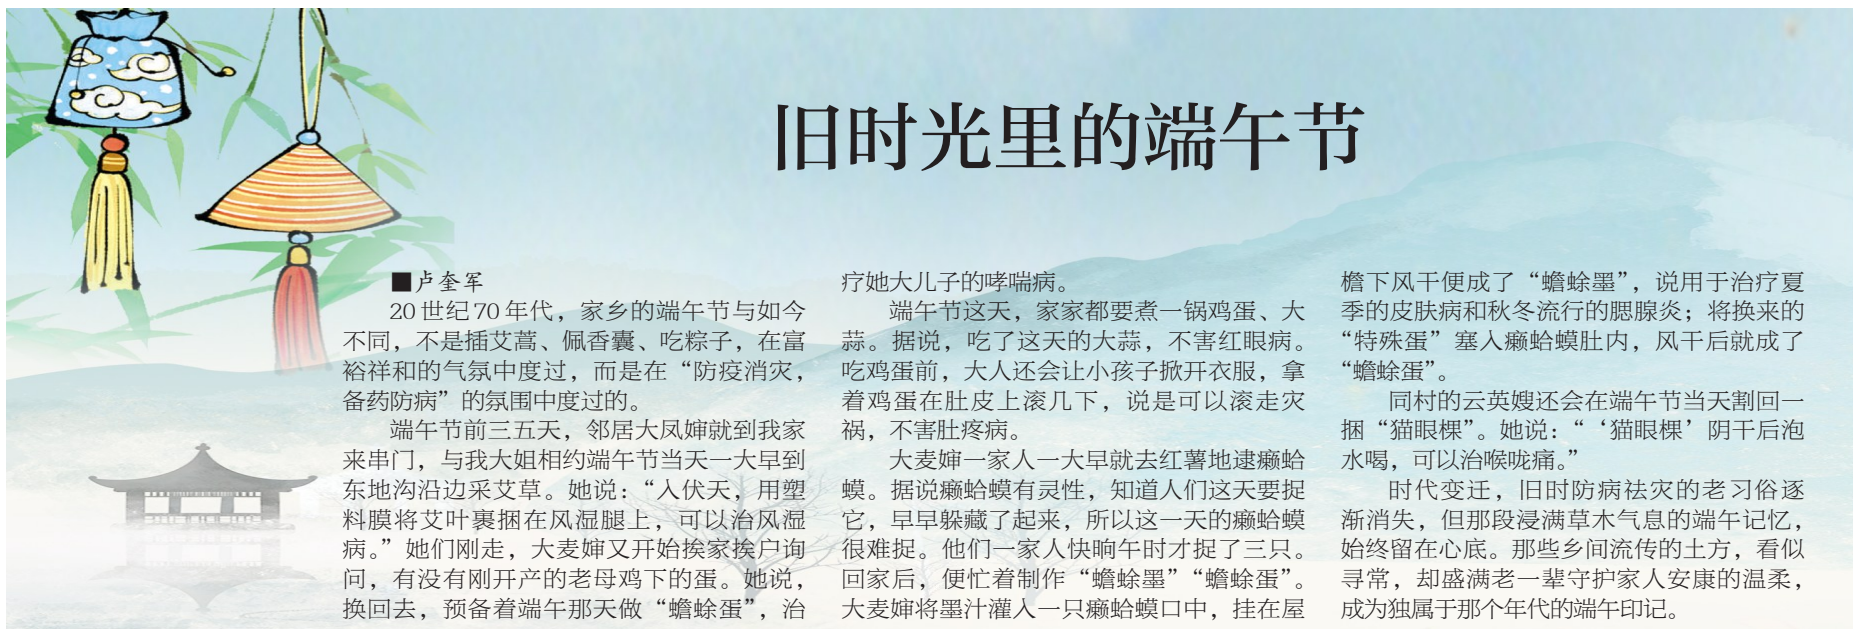 旧时光里的端午节
■卢奎军
20世纪70年代，家乡的端午节与如今
不同，不是插艾蒿、佩香囊、吃粽子，在富
裕祥和的气氛中度过，而是在“防疫消灾，
备药防病”的氛围中度过的。
端午节前三五天，邻居大凤婶就到我家
来串门，与我大姐相约端午节当天一大早到
东地沟沿边采艾草。她说：“入伏天，用塑
料膜将艾叶裹捆在风湿腿上，可以治风湿
病。”她们刚走，大麦婶又开始挨家挨户询
问，有没有刚开产的老母鸡下的蛋。她说，
换回去，预备着端午那天做“蟾蜍蛋”，治
疗她大儿子的哮喘病。
端午节这天，家家都要煮一锅鸡蛋、大
蒜。据说，吃了这天的大蒜，不害红眼病。
吃鸡蛋前，大人还会让小孩子掀开衣服，拿
着鸡蛋在肚皮上滚几下，说是可以滚走灾
祸，不害肚疼病。
大麦婶一家人一大早就去红薯地逮癞蛤
蟆。据说癞蛤蟆有灵性，知道人们这天要捉
它，早早躲藏了起来，所以这一天的癞蛤蟆
很难捉。他们一家人快晌午时才捉了三只。
回家后，便忙着制作“蟾蜍墨”“蟾蜍蛋”。
大麦婶将墨汁灌入一只癞蛤蟆口中，挂在屋
檐下风干便成了“蟾蜍墨”，说用于治疗夏
季的皮肤病和秋冬流行的腮腺炎；将换来的
“特殊蛋”塞入癞蛤蟆肚内，风干后就成了
“蟾蜍蛋”。
同村的云英嫂还会在端午节当天割回一
捆“猫眼棵”。她说：“‘猫眼棵’阴干后泡
水喝，可以治喉咙痛。”
时代变迁，旧时防病祛灾的老习俗逐
渐消失，但那段浸满草木气息的端午记忆，
始终留在心底。那些乡间流传的土方，看似
寻常，却盛满老一辈守护家人安康的温柔，
成为独属于那个年代的端午印记。